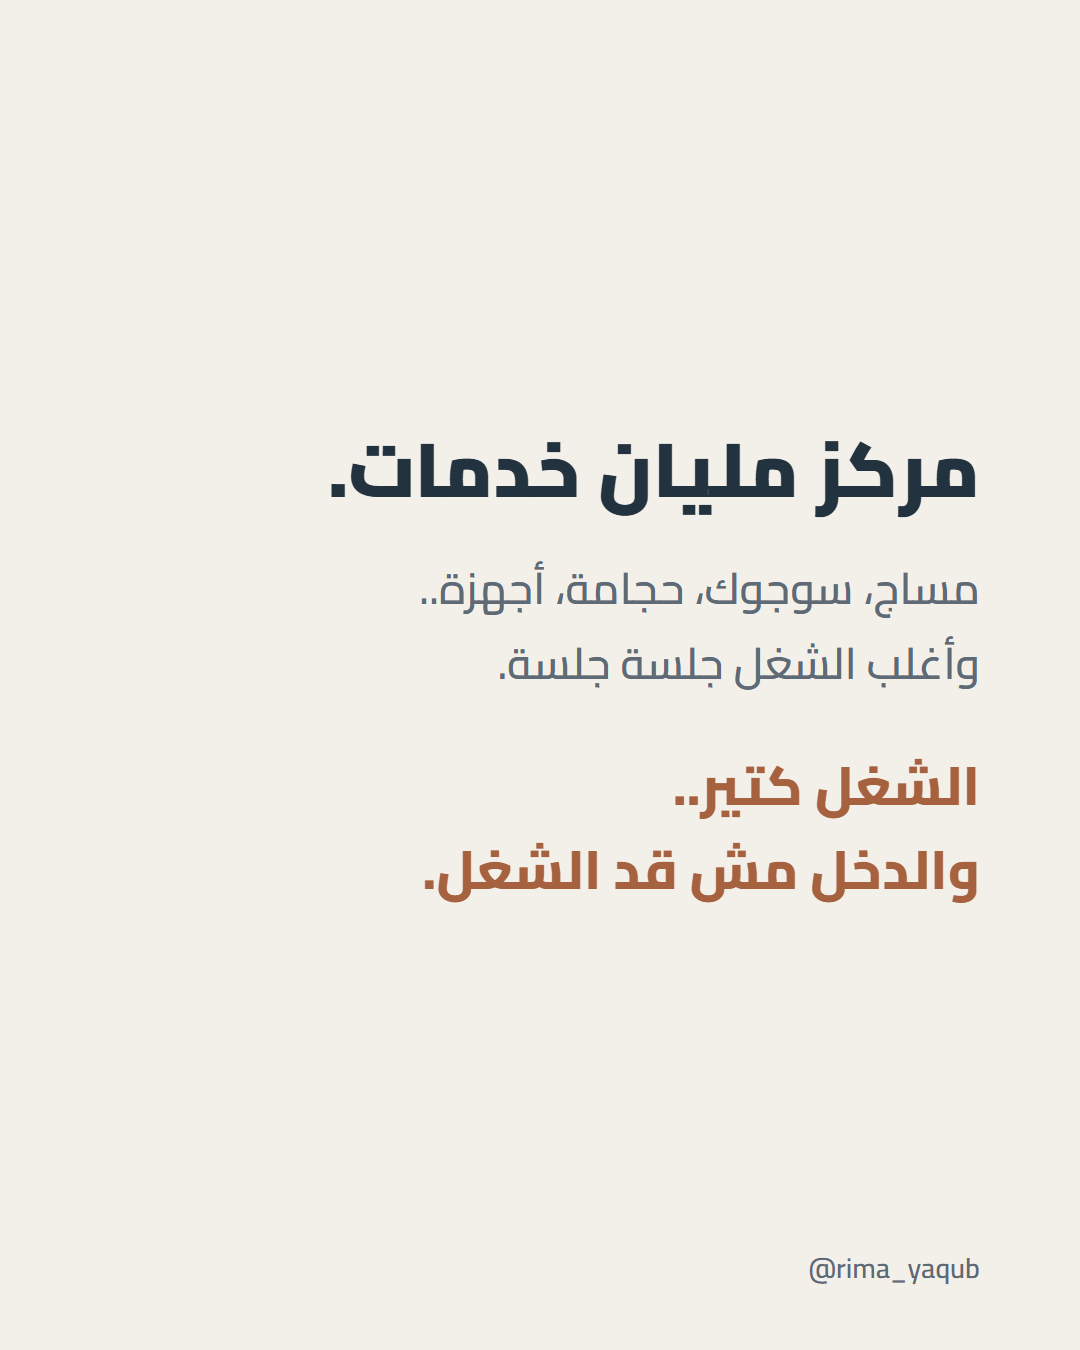 مركز مليان خدمات.
مساج، سوجوك، حجامة، أجهزة..
وأغلب الشغل جلسة جلسة.
الشغل كتير..
والدخل مش قد الشغل.
@rima_yaqub